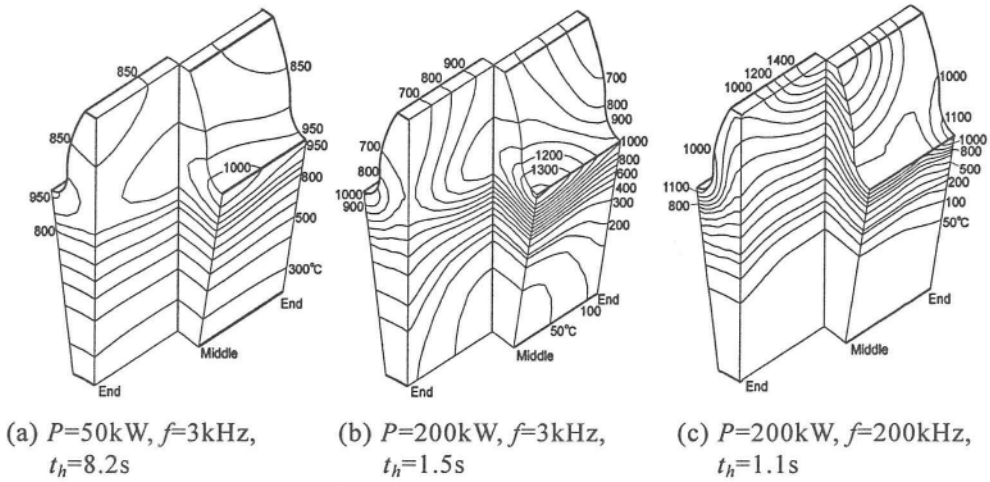 850
850
850
850
950
950
1000
950
800
800
500
300°C
End
Middle
End
900
800
700
700
800
1000
900
700
800
900
1000
1200
1300
800
600
400
300
200
End
100
50°C
Middle
End
1400
1200
1000
1000
1100
800
1000
1100
1000
800
500
200
100
50°C
End
Middle
End
(a) P=50kW, f=3kHz,
t_h=8.2s
(b) P=200kW, f=3kHz,
t_h=1.5s
(c) P=200kW, f=200kHz,
t_h=1.1s